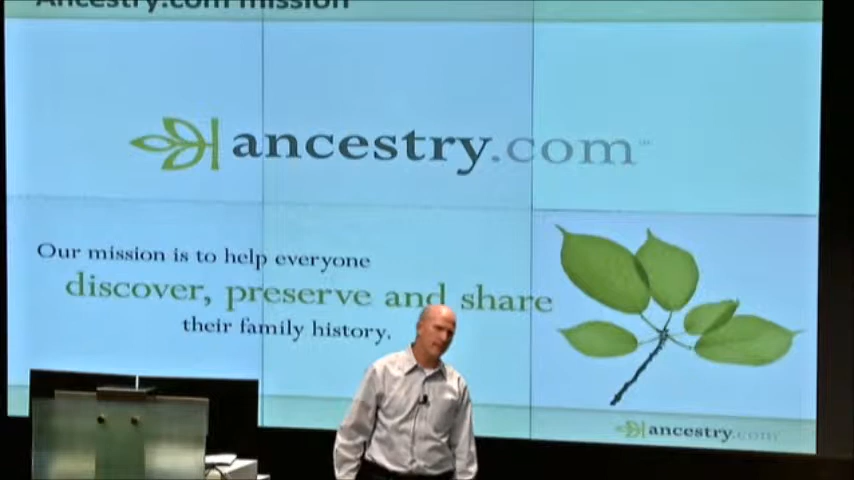 Ancestry.com mission
ancestry.com
Our mission is to help everyone
discover, preserve and share
their family history.
ancestry.com